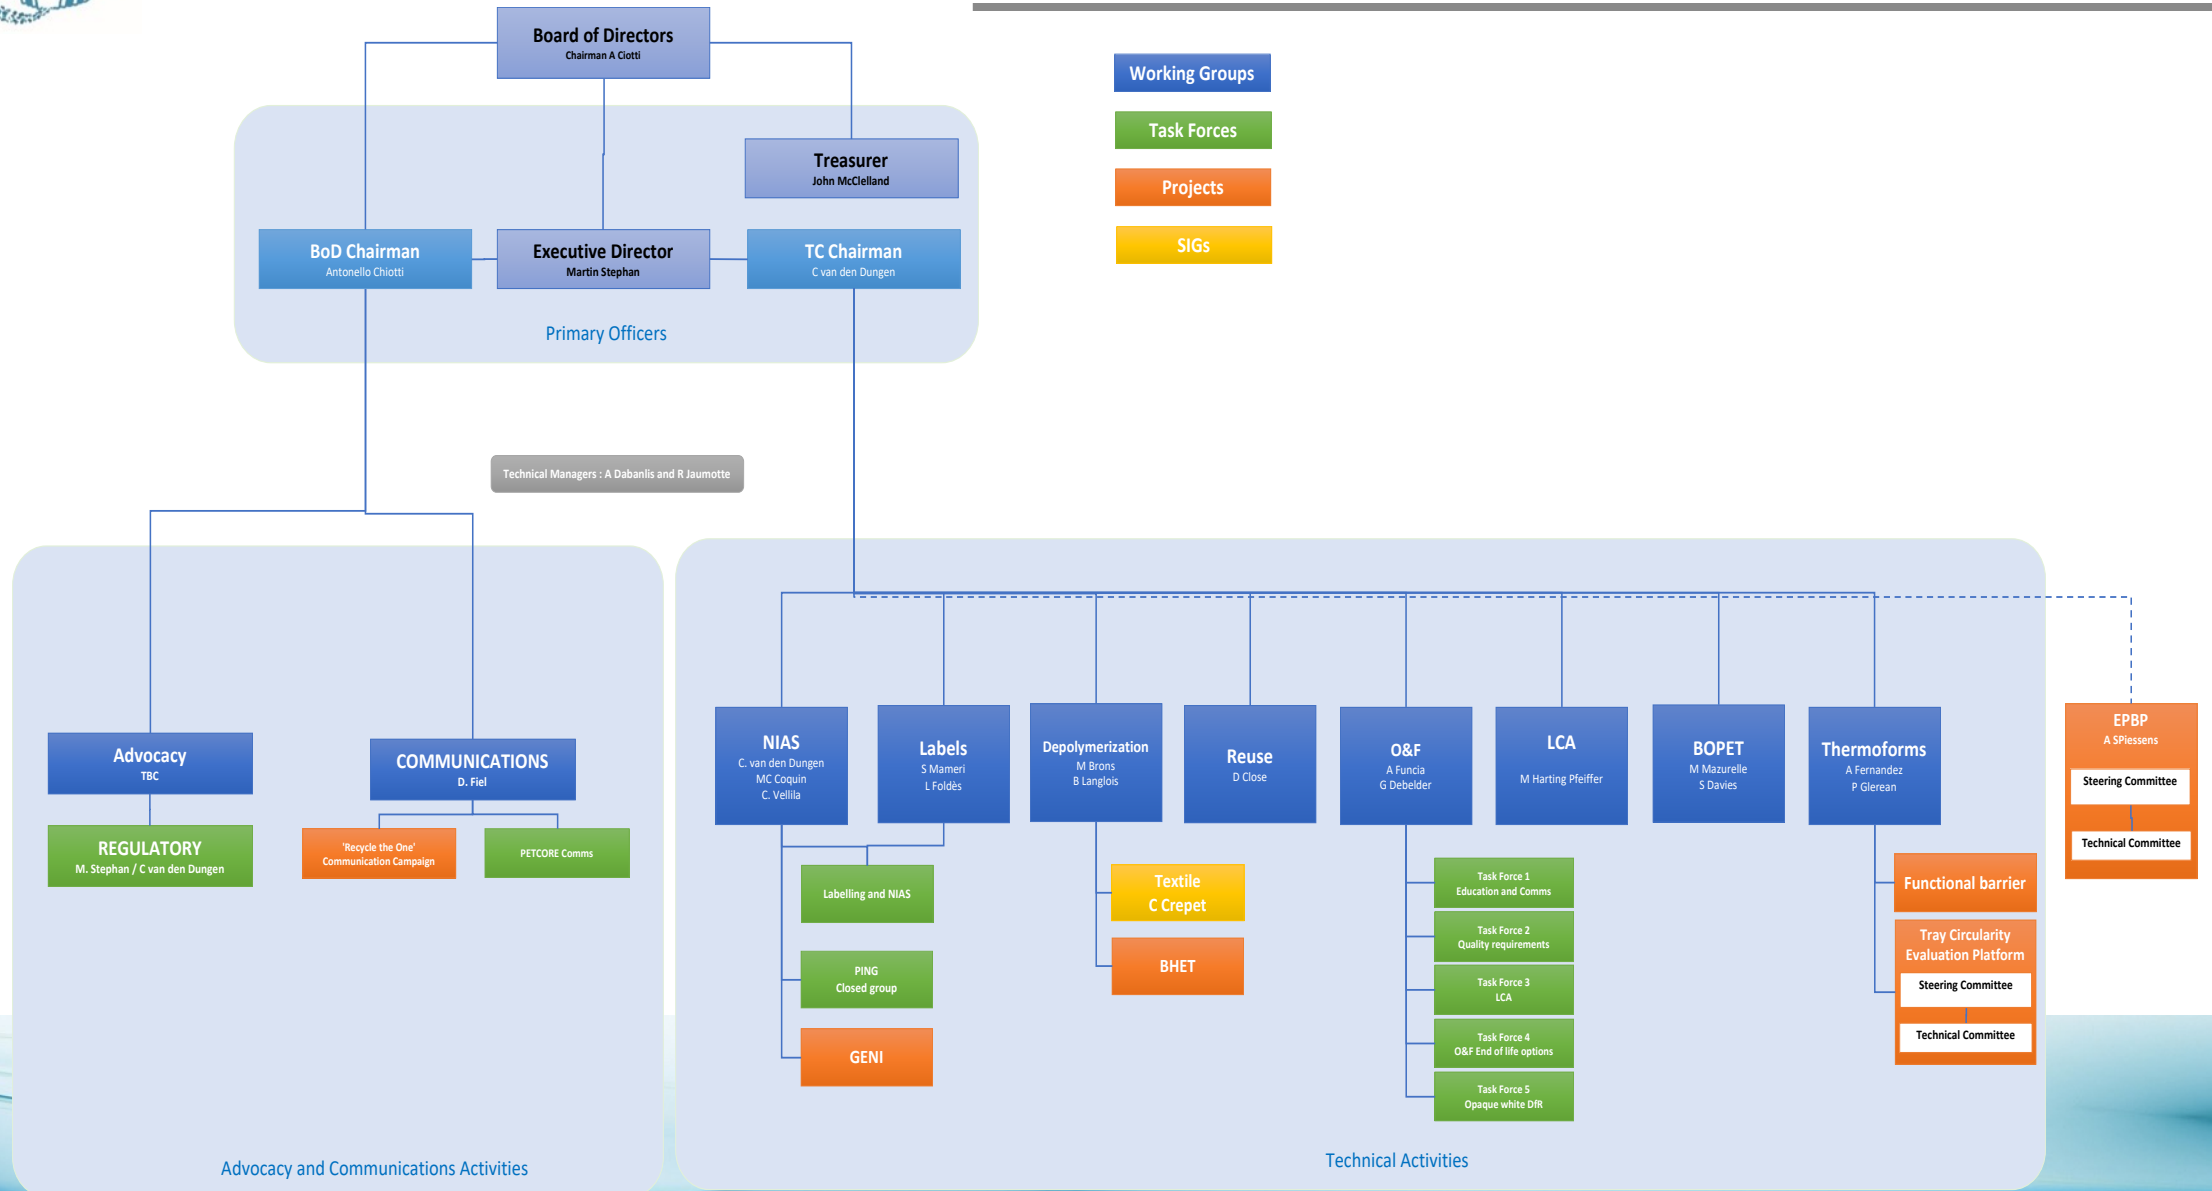 Board of Directors
Chairman A Ciotti
Working Groups
Task Forces
Projects
SIGs
Treasurer
John McClelland
BoD Chairman
Antonello Chiotti
Executive Director
Martin Stephan
TC Chairman
C van den Dungen
Primary Officers
Technical Managers : A Dabanlis and R Jaumotte
Advocacy
TBC
COMMUNICATIONS
D. Fiel
REGULATORY
M. Stephan / C van den Dungen
'Recycle the One'
Communication Campaign
PETCORE Comms
Advocacy and Communications Activities
NIAS
C. van den Dungen
MC Coquin
C. Vellila
Labels
S Mameri
L Foldès
Depolymerization
M Brons
B Langlois
Reuse
D Close
O&F
A Funcia
G Debelder
LCA
M Harting Pfeiffer
BOPET
M Mazurelle
S Davies
Thermoforms
A Fernandez
P Glerean
EPBP
A SPiessens
Steering Committee
Technical Committee
Labelling and NIAS
PING
Closed group
GENI
Textile
C Crepet
BHET
Task Force 1
Education and Comms
Task Force 2
Quality requirements
Task Force 3
LCA
Task Force 4
O&F End of life options
Task Force 5
Opaque white DfR
Functional barrier
Tray Circularity
Evaluation Platform
Steering Committee
Technical Committee
Technical Activities